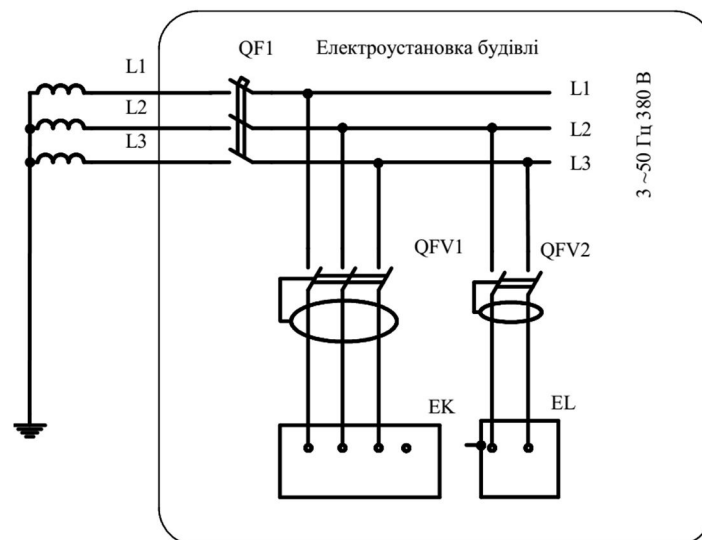 QF1 Електроустановка будівлі
L1
L1
L2
L2
L3
L3
3 ~50 Гц 380 В
QFV1
QFV2
EK
EL